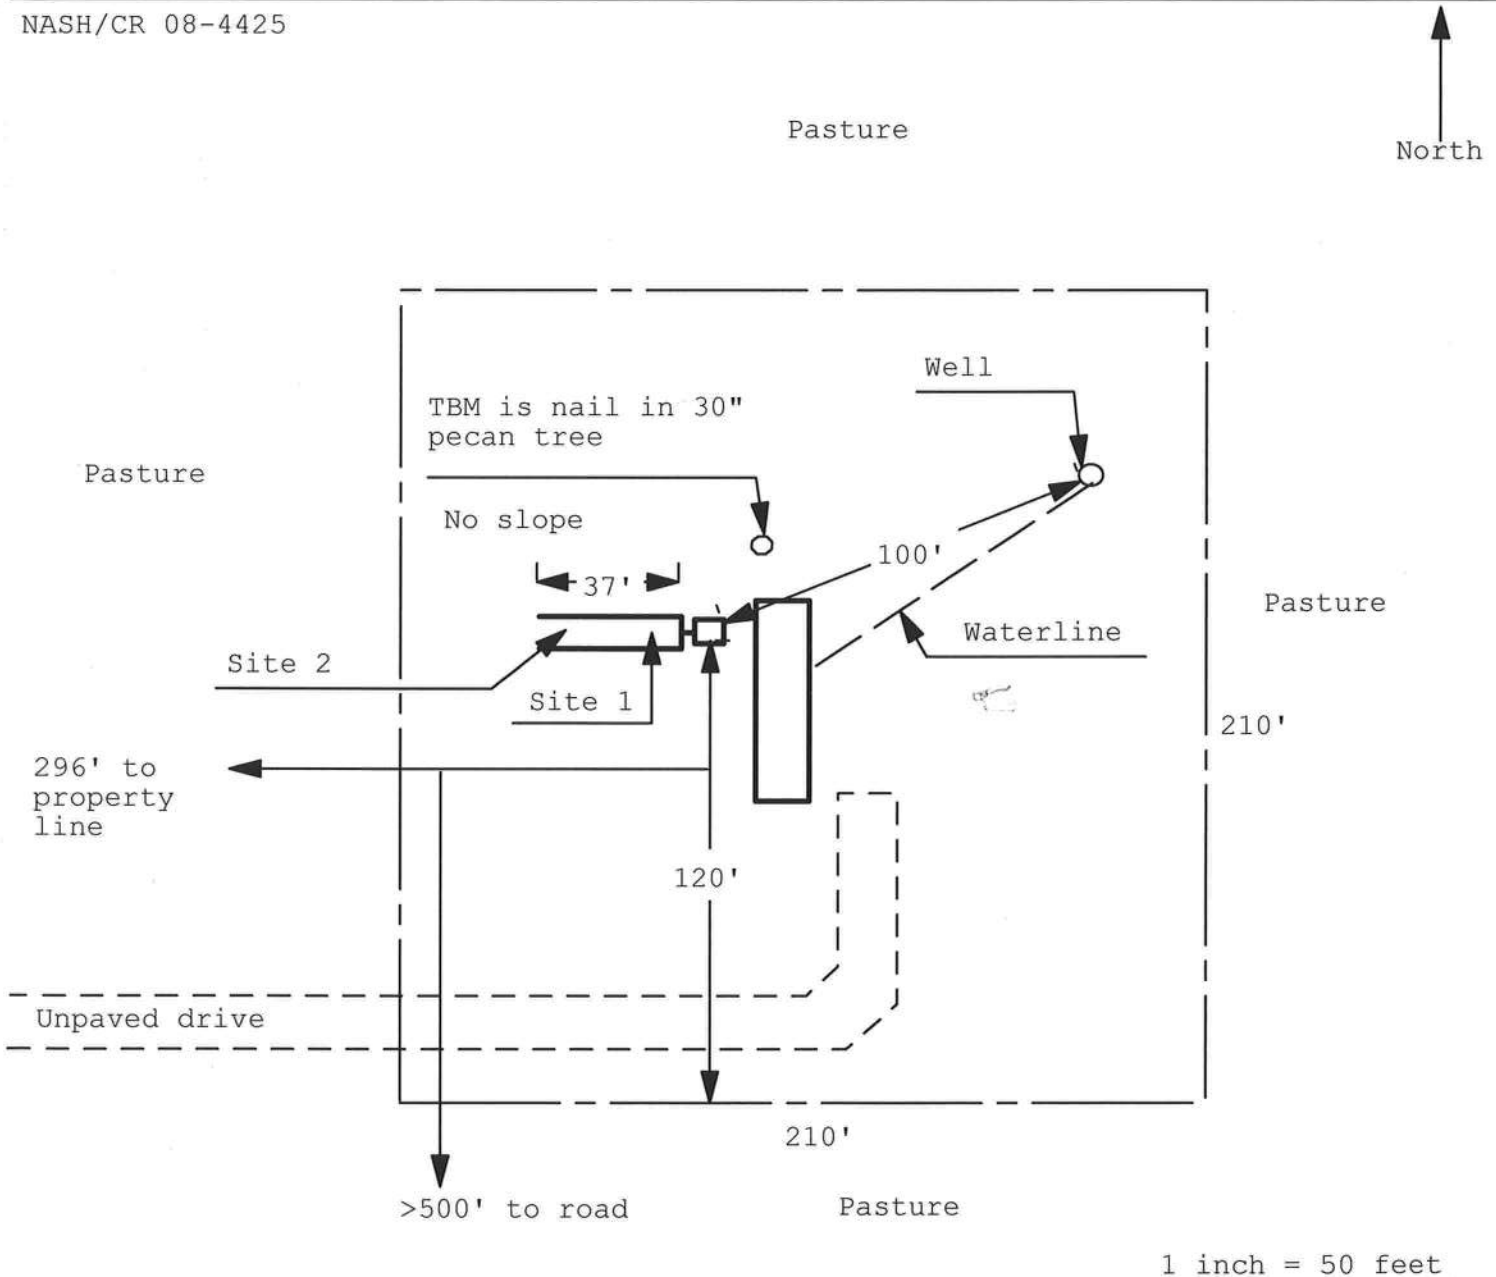 NASH/CR 08-4425
Pasture
North
Well
TBM is nail in 30"
pecan tree
Pasture
No slope
100'
37'
Pasture
Waterline
Site 2
Site 1
210'
296' to
property
line
120'
Unpaved drive
210'
>500' to road
Pasture
1 inch = 50 feet